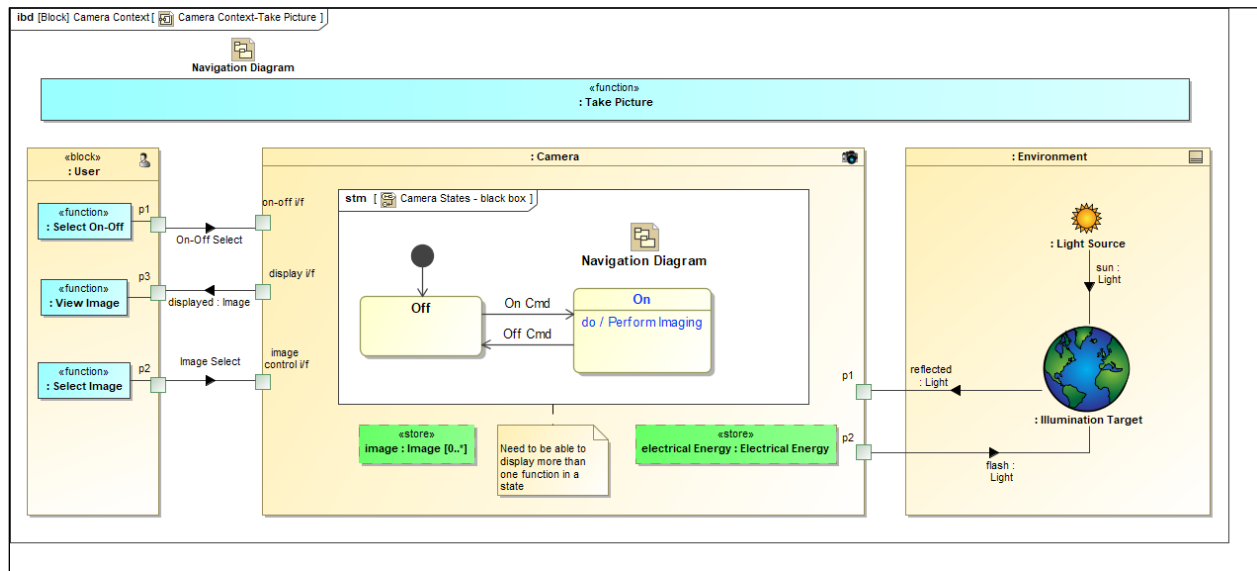 ibd [Block] Camera Context [ Camera Context-Take Picture ]
Navigation Diagram
«function»
: Take Picture
«block»
: User
«function»
: Select On-Off
p1
On-Off Select
on-off i/f
«function»
: View Image
p3
displayed : Image
display i/f
«function»
: Select Image
p2
Image Select
image
control i/f
: Camera
stm [ Camera States - black box ]
Navigation Diagram
Off
On Cmd
Off Cmd
On
do / Perform Imaging
«store»
image : Image [0..*]
Need to be able to
display more than
one function in a
state
«store»
electrical Energy : Electrical Energy
p1
p2
reflected
: Light
flash :
Light
: Environment
: Light Source
sun :
Light
: Illumination Target